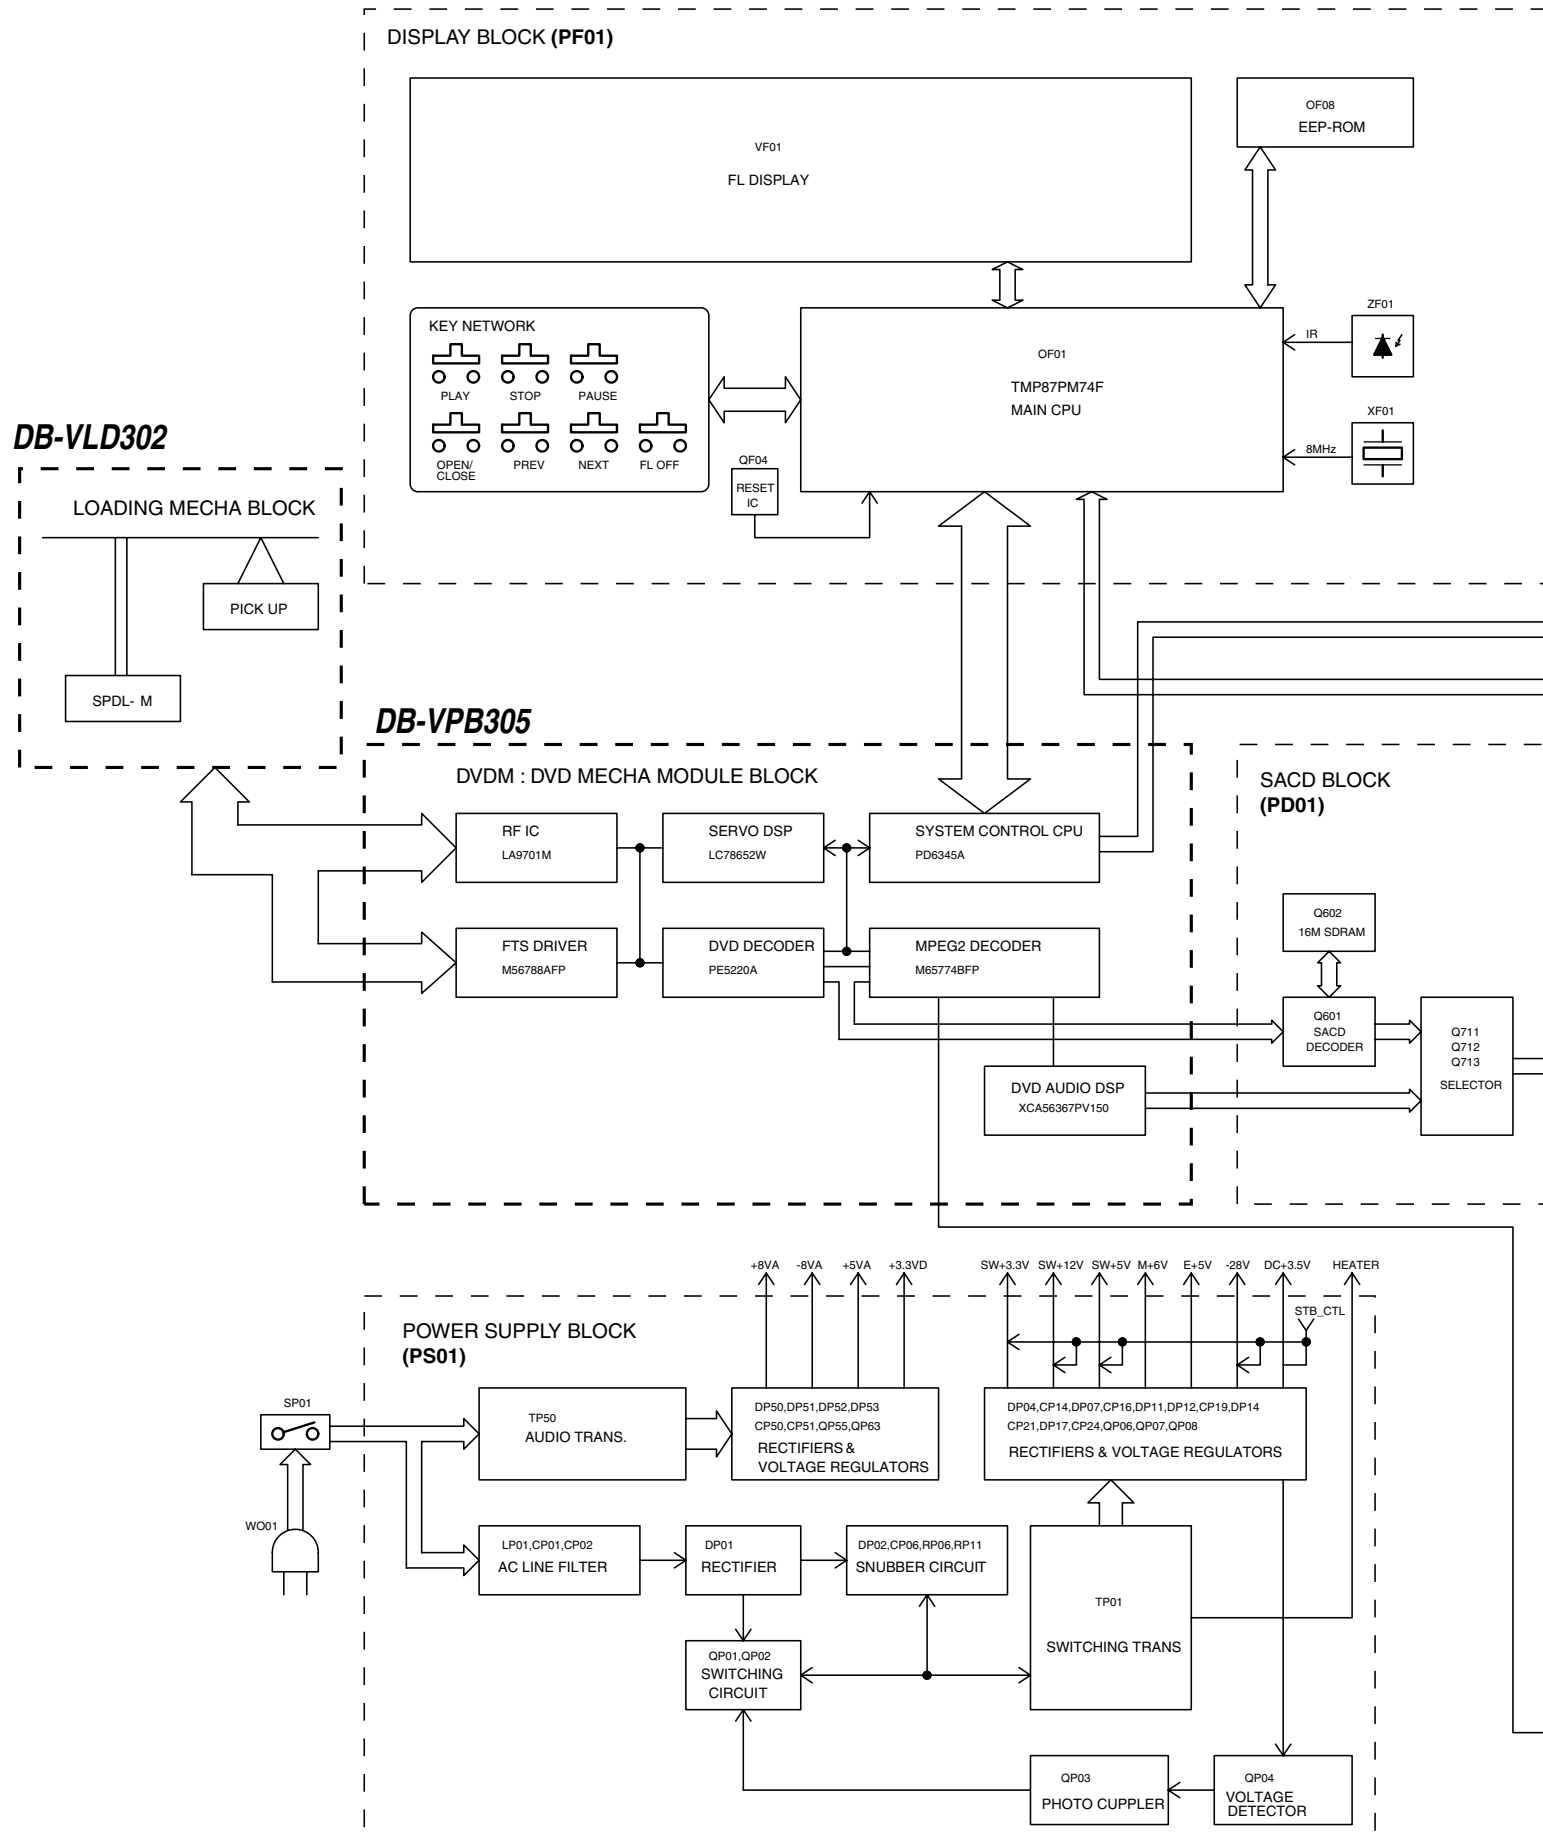 DISPLAY BLOCK (PF01)
VF01
FL DISPLAY
OF08
EEP-ROM
KEY NETWORK
PLAY
STOP
PAUSE
OPEN/
CLOSE
PREV
NEXT
FL OFF
OF01
TMP87PM74F
MAIN CPU
ZF01
IR
XF01
8MHz
QF04
RESET
IC
DB-VLD302
LOADING MECHA BLOCK
PICK UP
SPDL- M
DB-VPB305
DVDM : DVD MECHA MODULE BLOCK
RF IC
LA9701M
SERVO DSP
LC78652W
SYSTEM CONTROL CPU
PD6345A
FTS DRIVER
M56788AFP
DVD DECODER
PE5220A
MPEG2 DECODER
M65774BFP
DVD AUDIO DSP
XCA56367PV150
SACD BLOCK
(PD01)
Q602
16M SDRAM
Q601
SACD
DECODER
Q711
Q712
Q713
SELECTOR
+8VA
-8VA
+5VA
+3.3VD
SW+3.3V
SW+12V
SW+5V
M+6V
E+5V
-28V
DC+3.5V
HEATER
STB_CTL
POWER SUPPLY BLOCK
(PS01)
SP01
WO01
TP50
AUDIO TRANS.
DP50,DP51,DP52,DP53
CP50,CP51,QP55,QP63
RECTIFIERS &
VOLTAGE REGULATORS
DP04,CP14,DP07,CP16,DP11,DP12,CP19,DP14
CP21,DP17,CP24,QP06,QP07,QP08
RECTIFIERS & VOLTAGE REGULATORS
LP01,CP01,CP02
AC LINE FILTER
DP01
RECTIFIER
DP02,CP06,RP06,RP11
SNUBBER CIRCUIT
TP01
SWITCHING TRANS
QP01,QP02
SWITCHING
CIRCUIT
QP03
PHOTO CUPPLER
QP04
VOLTAGE
DETECTOR